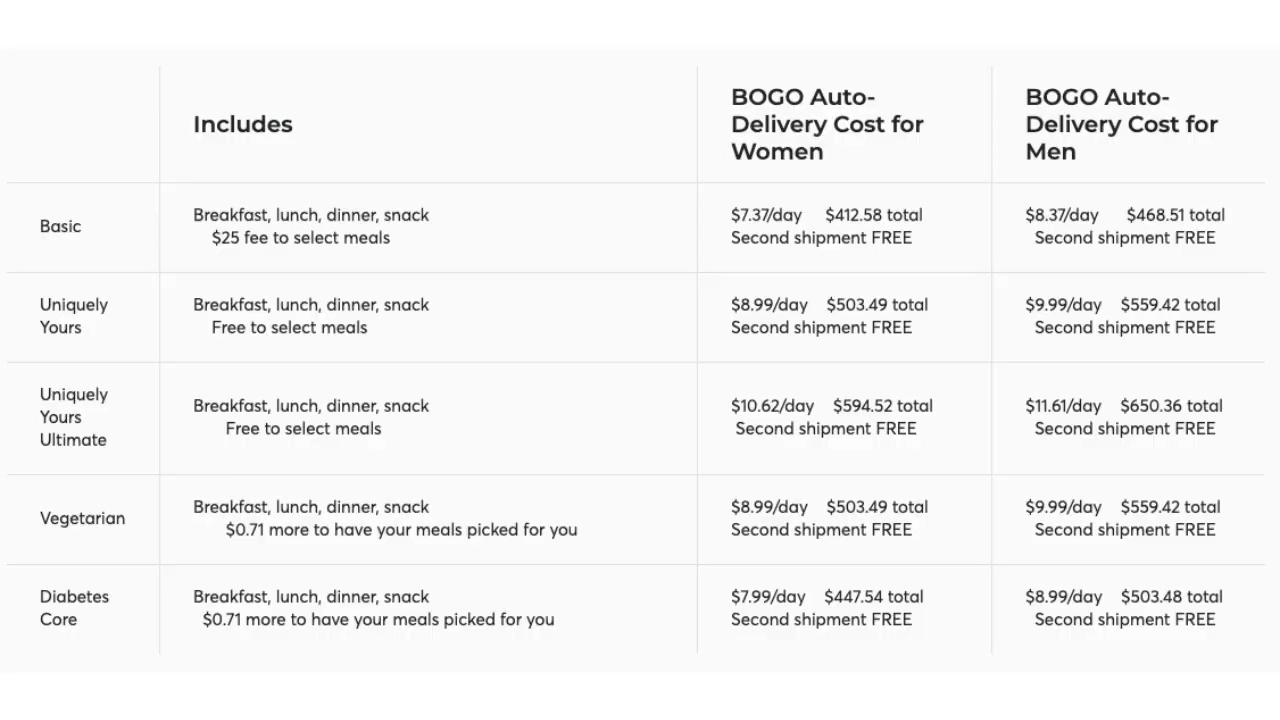 Includes
BOGO Auto-
Delivery Cost for
Women
BOGO Auto-
Delivery Cost for
Men
Basic
Breakfast, lunch, dinner, snack
$25 fee to select meals
$7.37/day $412.58 total
Second shipment FREE
$8.37/day $468.51 total
Second shipment FREE
Uniquely
Yours
Breakfast, lunch, dinner, snack
Free to select meals
$8.99/day $503.49 total
Second shipment FREE
$9.99/day $559.42 total
Second shipment FREE
Uniquely
Yours
Ultimate
Breakfast, lunch, dinner, snack
Free to select meals
$10.62/day $594.52 total
Second shipment FREE
$11.61/day $650.36 total
Second shipment FREE
Vegetarian
Breakfast, lunch, dinner, snack
$0.71 more to have your meals picked for you
$8.99/day $503.49 total
Second shipment FREE
$9.99/day $559.42 total
Second shipment FREE
Diabetes
Core
Breakfast, lunch, dinner, snack
$0.71 more to have your meals picked for you
$7.99/day $447.54 total
Second shipment FREE
$8.99/day $503.48 total
Second shipment FREE